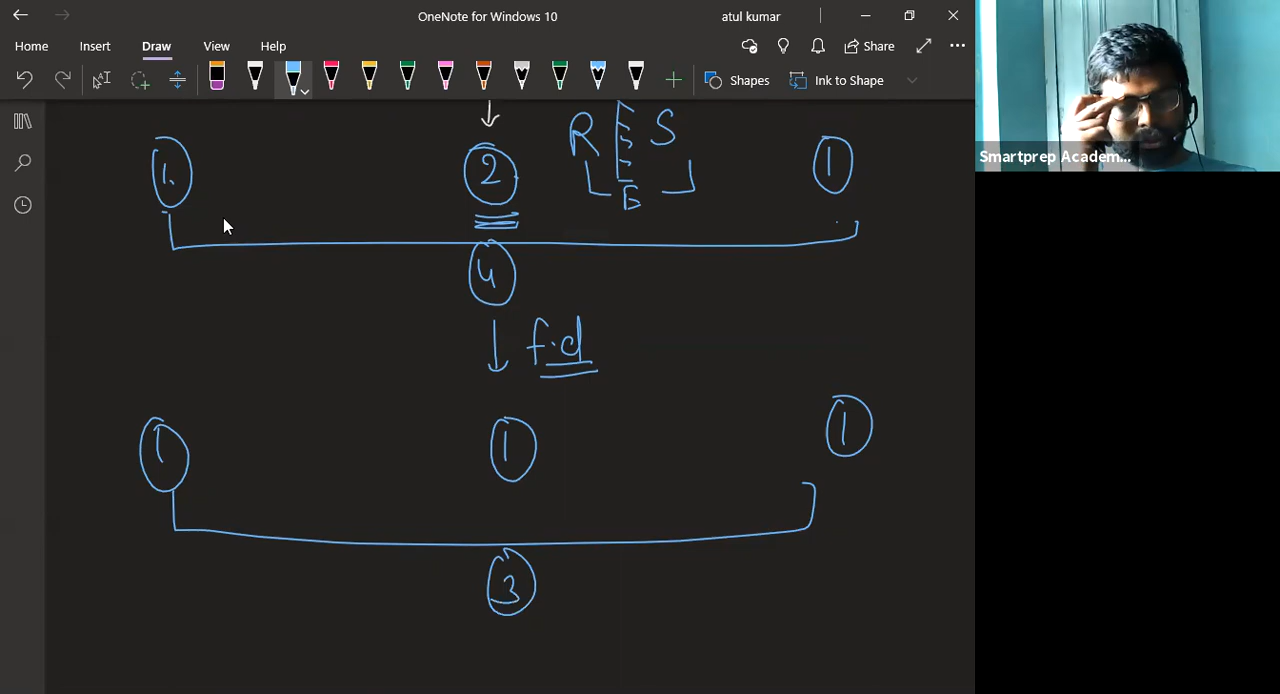 OneNote for Windows 10
atul kumar
Home Insert Draw View Help
Share
Shapes
Ink to Shape
Smartprep Academ...
R S
1. 2 1
4
f.d
1 1 1
3